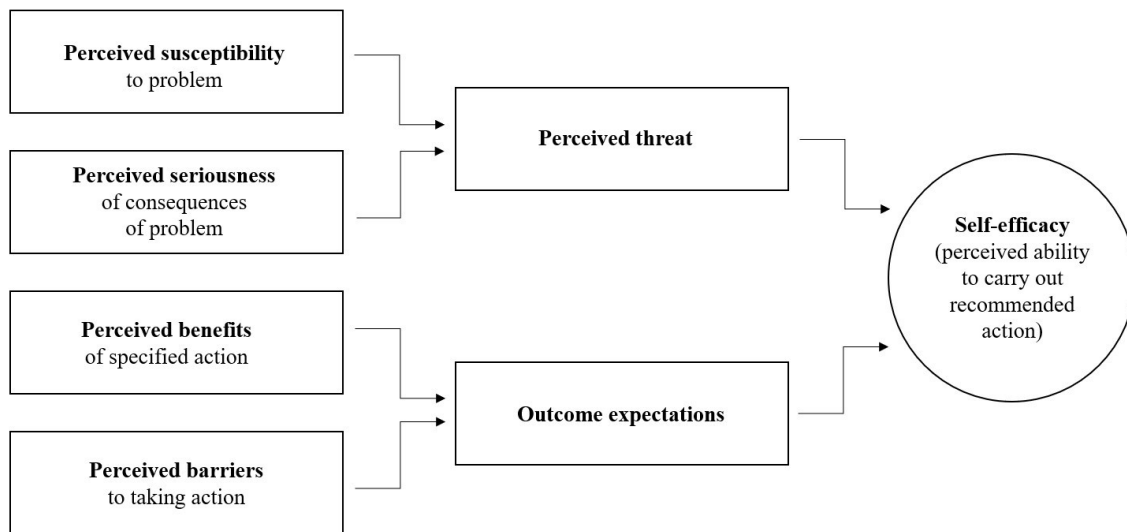 Perceived susceptibility
to problem
Perceived seriousness
of consequences
of problem
Perceived benefits
of specified action
Perceived barriers
to taking action
Perceived threat
Outcome expectations
Self-efficacy
(perceived ability
to carry out
recommended
action)